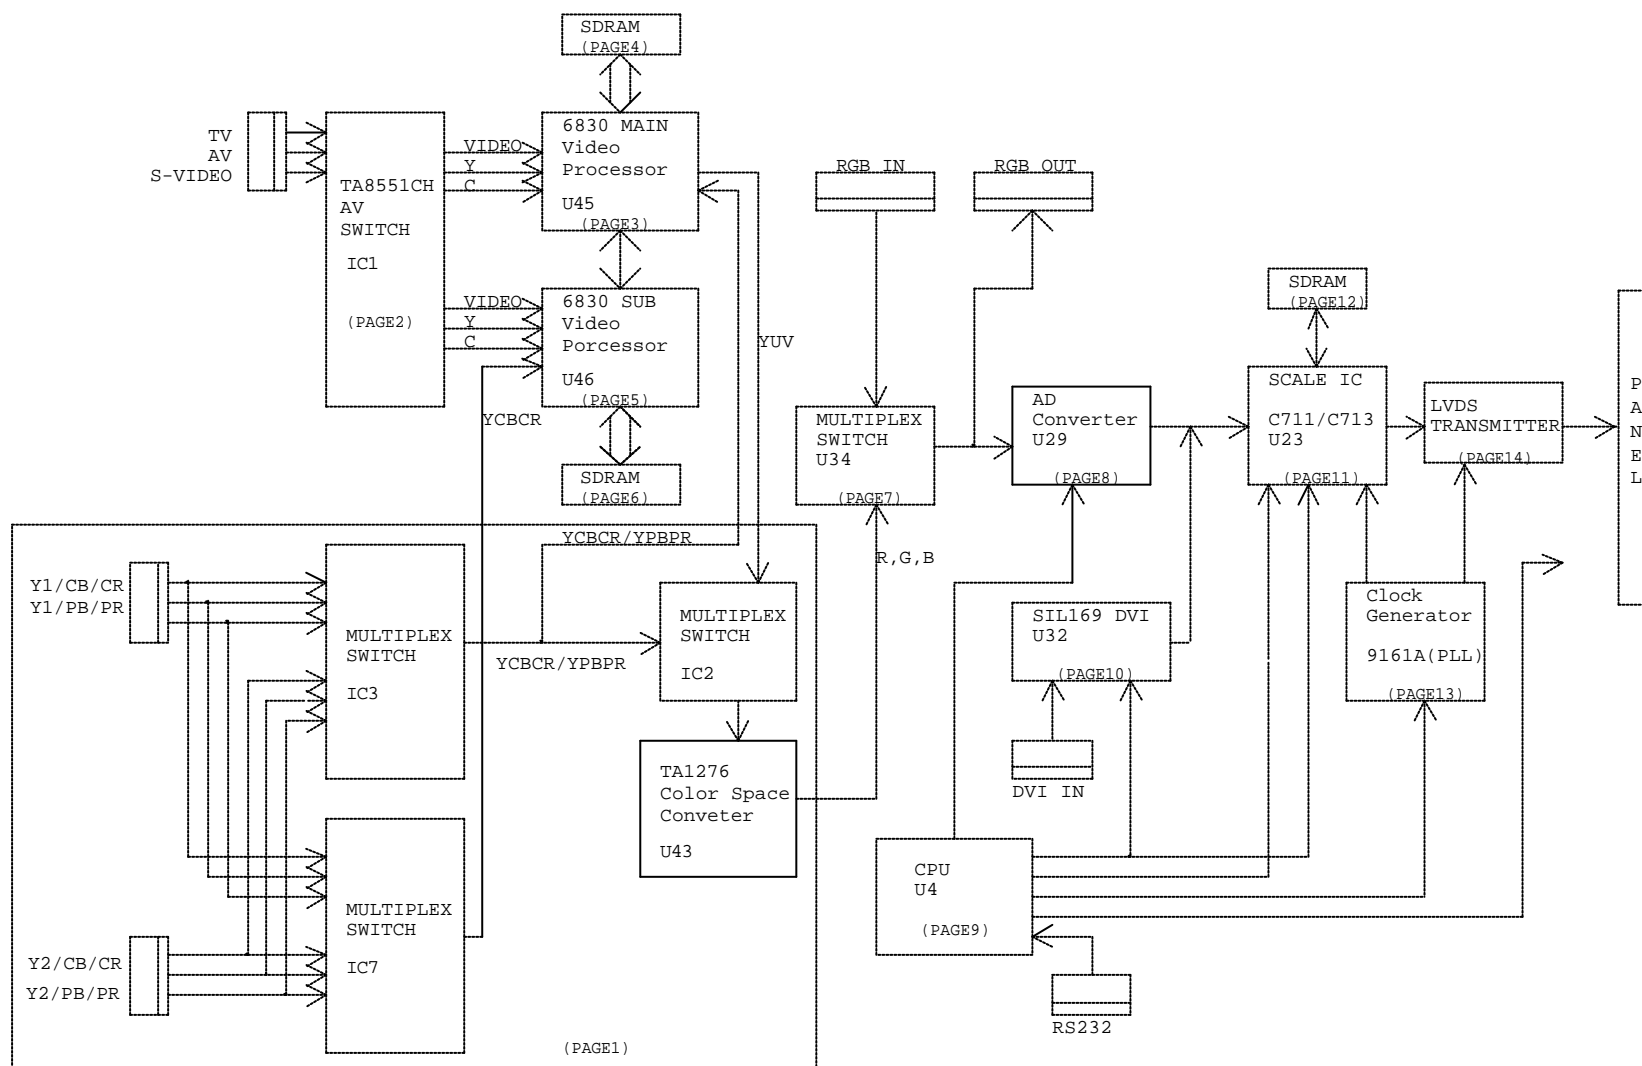 SDRAM
(PAGE4)
TV
AV
S-VIDEO
TA8551CH
AV
SWITCH
IC1
(PAGE2)
VIDEO
Y
C
6830 MAIN
Video
Processor
U45
(PAGE3)
VIDEO
Y
C
6830 SUB
Video
Porcessor
U46
(PAGE5)
SDRAM
(PAGE6)
YCBCR
YUV
RGB IN
RGB OUT
MULTIPLEX
SWITCH
U34
(PAGE7)
R,G,B
AD
Converter
U29
(PAGE8)
SDRAM
(PAGE12)
SCALE IC
C711/C713
U23
(PAGE11)
LVDS
TRANSMITTER
(PAGE14)
P
A
N
E
L
Y1/CB/CR
Y1/PB/PR
MULTIPLEX
SWITCH
IC3
YCBCR/YPBPR
YCBCR/YPBPR
MULTIPLEX
SWITCH
IC2
TA1276
Color Space
Conveter
U43
Y2/CB/CR
Y2/PB/PR
MULTIPLEX
SWITCH
IC7
(PAGE1)
SIL169 DVI
U32
(PAGE10)
DVI IN
Clock
Generator
9161A(PLL)
(PAGE13)
CPU
U4
(PAGE9)
RS232